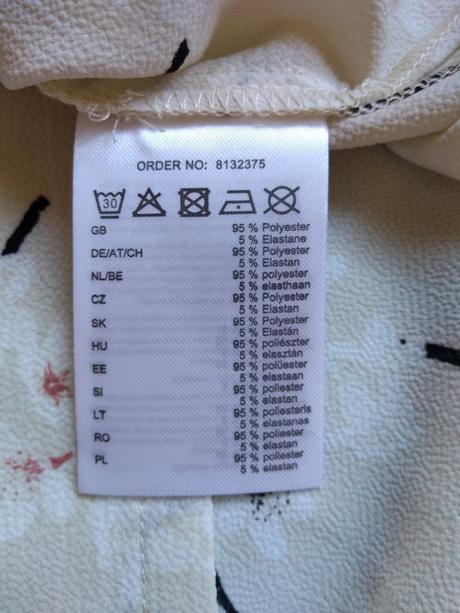 ORDER NO: 8132375
30
GB 95 % Polyester
5 % Elastane
DE/AT/CH 95 % Polyester
5 % Elastan
NL/BE 95 % polyester
5 % elasthaan
CZ 95 % Polyester
5 % Elastan
SK 95 % Polyester
5 % Elastán
HU 95 % poliészter
5 % elasztán
EE 95 % polüester
5 % elastaan
SI 95 % poliester
5 % elastan
LT 95 % poliesteris
5 % elastanas
RO 95 % poliester
5 % elastan
PL 95 % poliester
5 % elastan